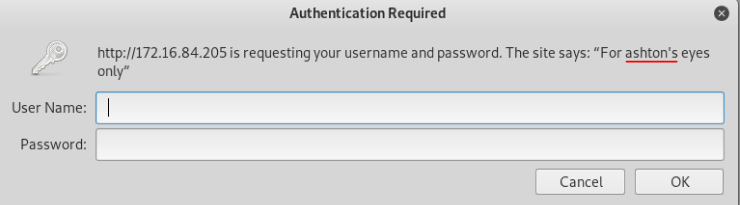 Authentication Required
http://172.16.84.205 is requesting your username and password. The site says: “For ashton's eyes
only”
User Name:
Password:
Cancel
OK